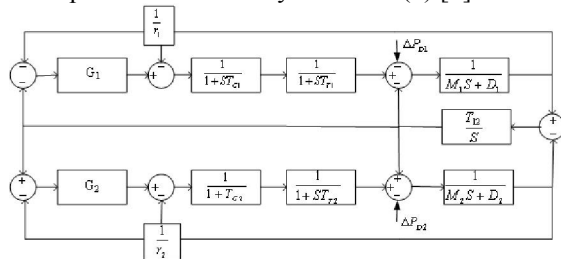 1
r₁
G₁
1
1+ST_G1
1
1+ST_T1
ΔP_D1
1
M₁S + D₁
T₁₂
S
G₂
1
1+T_G2
1
1+ST_T2
1
M₂S + D₂
ΔP_D2
1
r₂